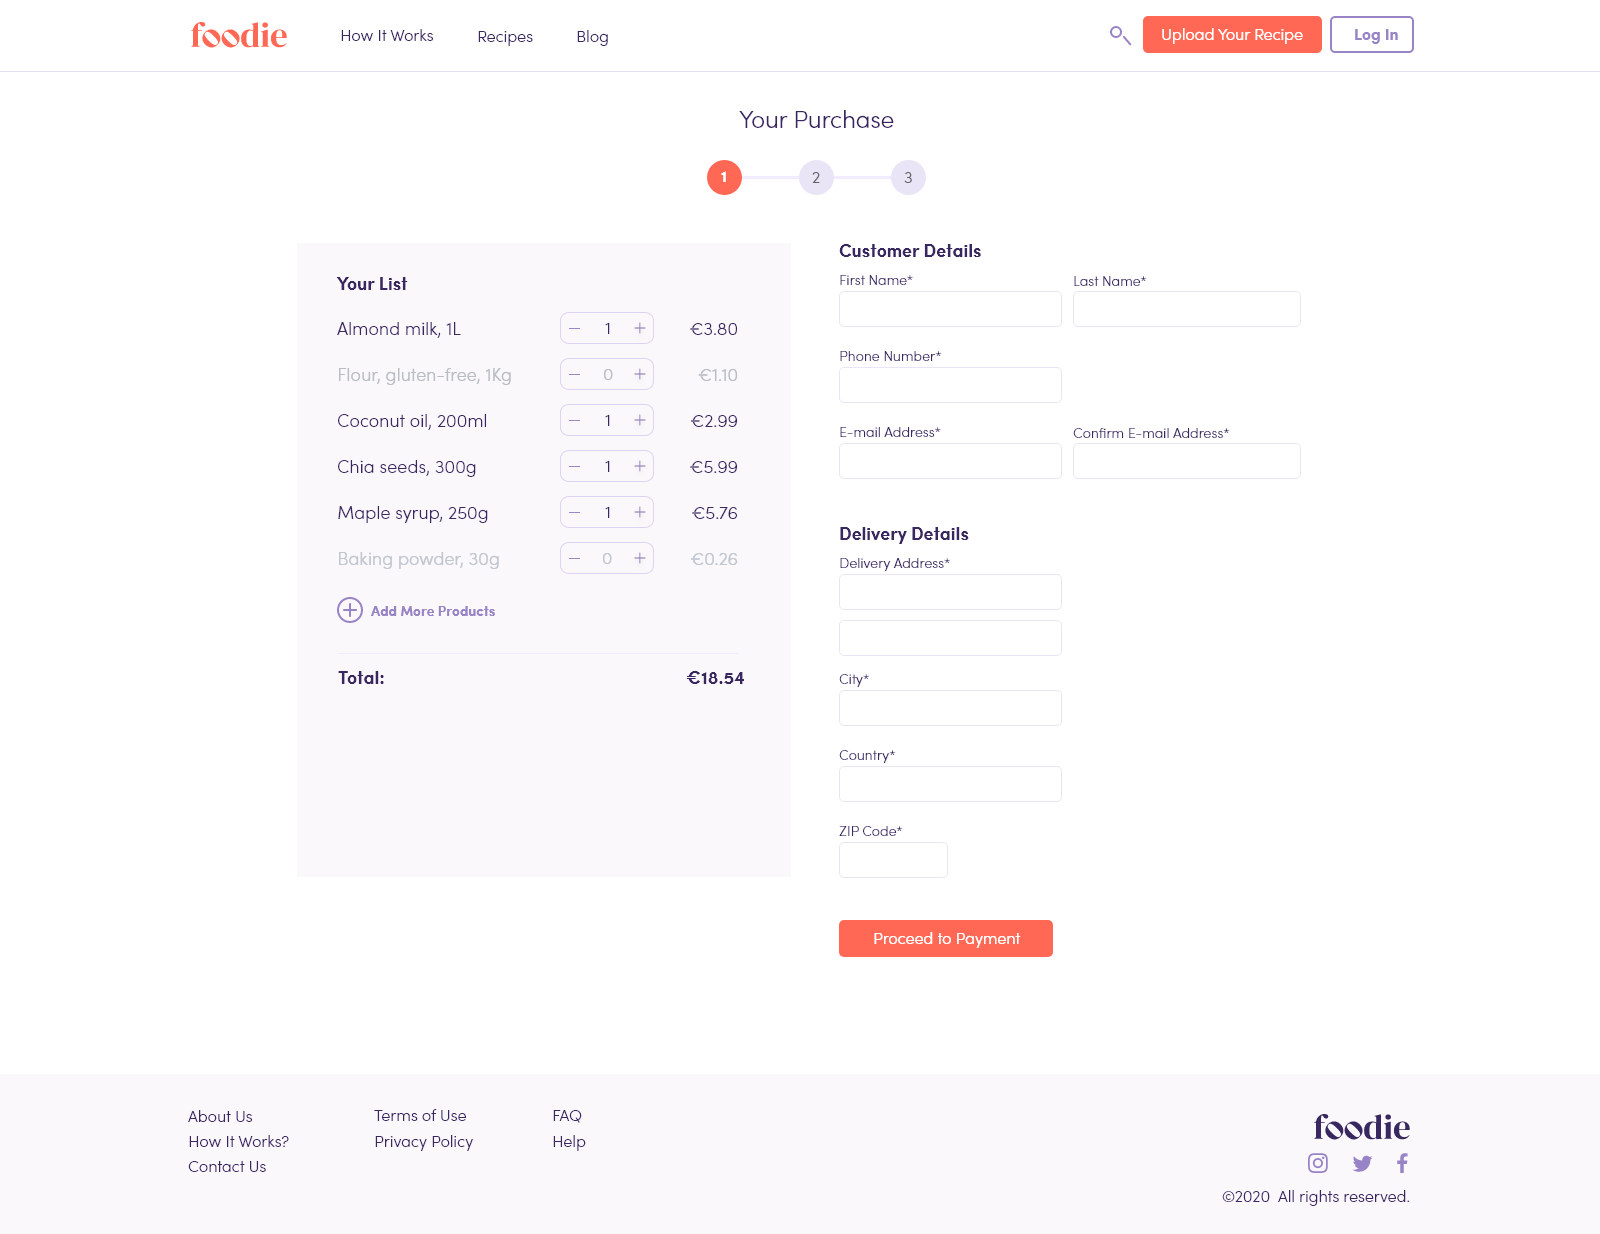 foodie How It Works Recipes Blog Upload Your Recipe Log In
Your Purchase
1 2 3
Your List
Almond milk, 1L 1 €3.80
Flour, gluten-free, 1Kg 0 €1.10
Coconut oil, 200ml 1 €2.99
Chia seeds, 300g 1 €5.99
Maple syrup, 250g 1 €5.76
Baking powder, 30g 0 €0.26
Add More Products
Total: €18.54
Customer Details
First Name* Last Name*
Phone Number*
E-mail Address* Confirm E-mail Address*
Delivery Details
Delivery Address*
City*
Country*
ZIP Code*
Proceed to Payment
About Us
How It Works?
Contact Us
Terms of Use
Privacy Policy
FAQ
Help
foodie
©2020 All rights reserved.